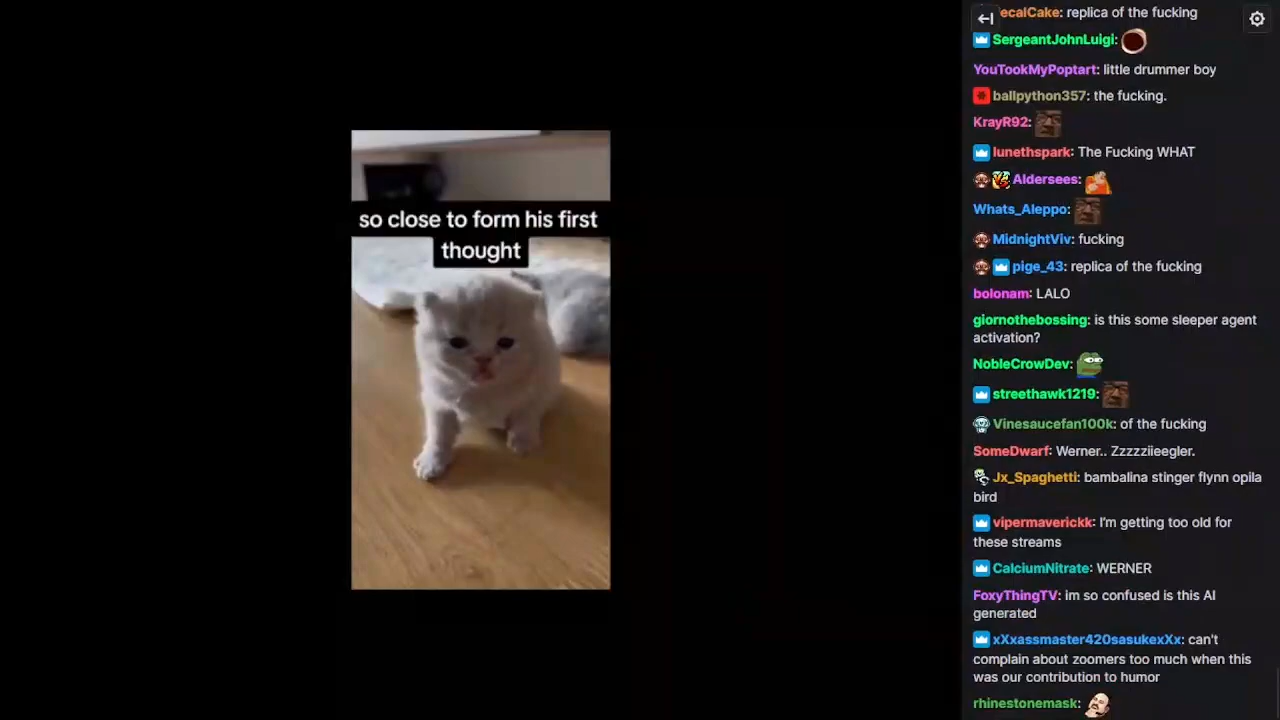 so close to form his first
thought
ecalCake: replica of the fucking
SergeantJohnLuigi:
YouTookMyPoptart: little drummer boy
ballpython357: the fucking.
KrayR92:
lunethspark: The Fucking WHAT
Aldersees:
Whats_Aleppo:
MidnightViv: fucking
pige_43: replica of the fucking
bolonam: LALO
giornothebossing: is this some sleeper agent
activation?
NobleCrowDev:
streethawk1219:
Vinesaucefan100k: of the fucking
SomeDwarf: Werner.. Zzzzziieegler.
Jx_Spaghetti: bambalina stinger flynn opila
bird
vipermaverickk: I'm getting too old for
these streams
CalciumNitrate: WERNER
FoxyThingTV: im so confused is this AI
generated
xXxassmaster420sasukexXx: can't
complain about zoomers too much when this
was our contribution to humor
rhinestonemask: